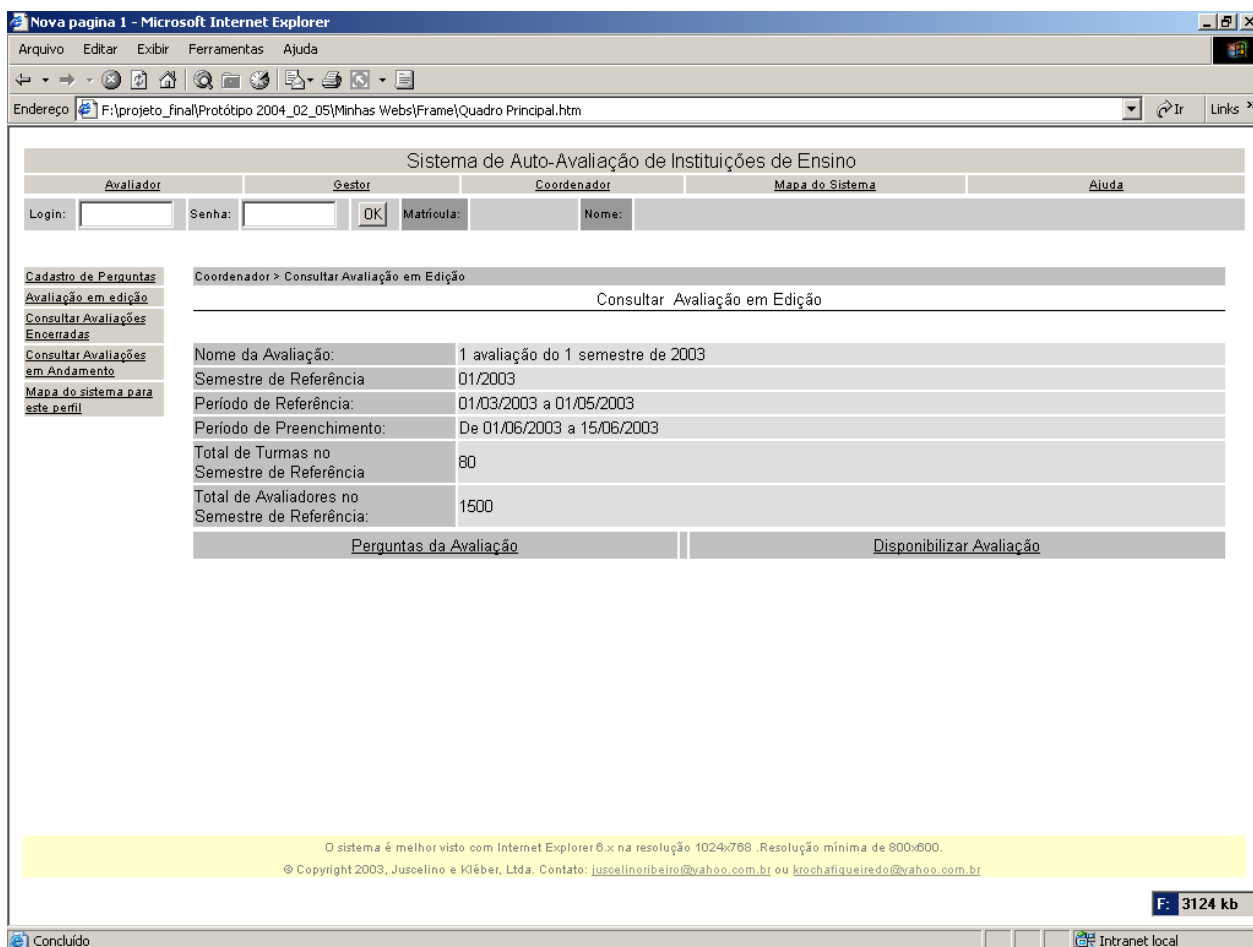 Nova pagina 1 - Microsoft Internet Explorer
Arquivo Editar Exibir Ferramentas Ajuda
Endereço F:\projeto_final\Protótipo 2004_02_05\Minhas Webs\Frame\Quadro Principal.htm Ir Links »
Sistema de Auto-Avaliação de Instituições de Ensino
Avaliador Gestor Coordenador Mapa do Sistema Ajuda
Login: Senha: OK Matrícula: Nome:
Cadastro de Perguntas
Avaliação em edição
Consultar Avaliações
Encerradas
Consultar Avaliações
em Andamento
Mapa do sistema para
este perfil
Coordenador > Consultar Avaliação em Edição
Consultar Avaliação em Edição
Nome da Avaliação: 1 avaliação do 1 semestre de 2003
Semestre de Referência 01/2003
Período de Referência: 01/03/2003 a 01/05/2003
Período de Preenchimento: De 01/06/2003 a 15/06/2003
Total de Turmas no
Semestre de Referência 80
Total de Avaliadores no
Semestre de Referência: 1500
Perguntas da Avaliação Disponibilizar Avaliação
O sistema é melhor visto com Internet Explorer 6.x na resolução 1024x768 .Resolução mínima de 800x600.
© Copyright 2003, Juscelino e Kléber, Ltda. Contato: juscelinoribeiro@yahoo.com.br ou krochafigueiredo@yahoo.com.br
F: 3124 kb
Concluído Intranet local